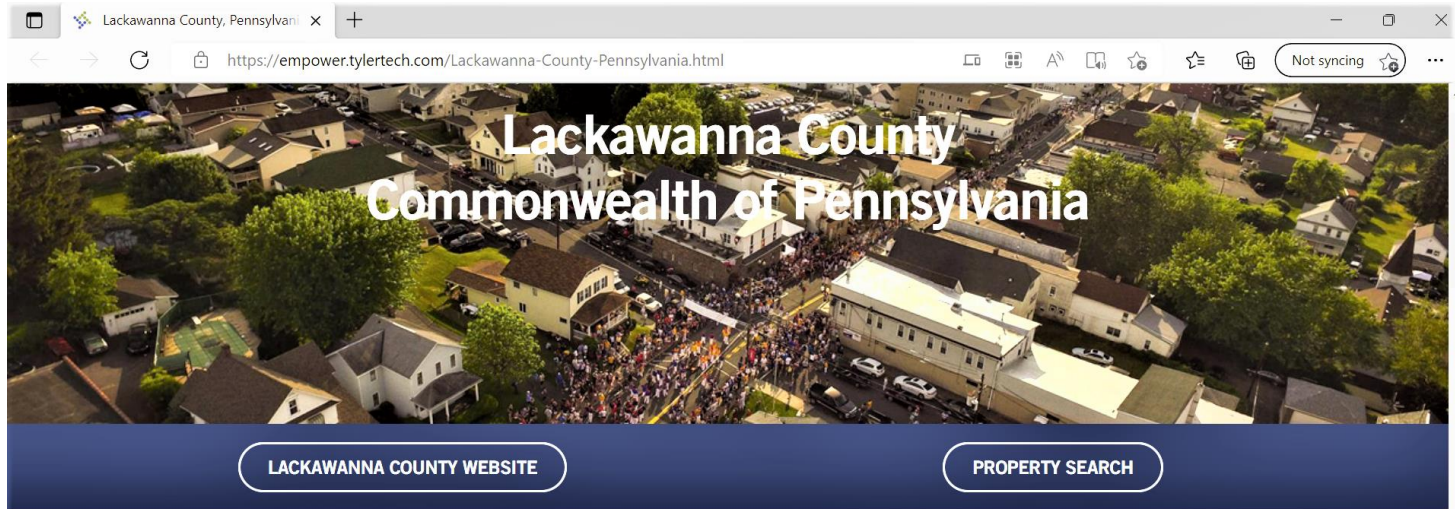 Lackawanna County, Pennsylvani
https://empower.tylertech.com/Lackawanna-County-Pennsylvania.html
Not syncing
Lackawanna County
Commonwealth of Pennsylvania
LACKAWANNA COUNTY WEBSITE
PROPERTY SEARCH